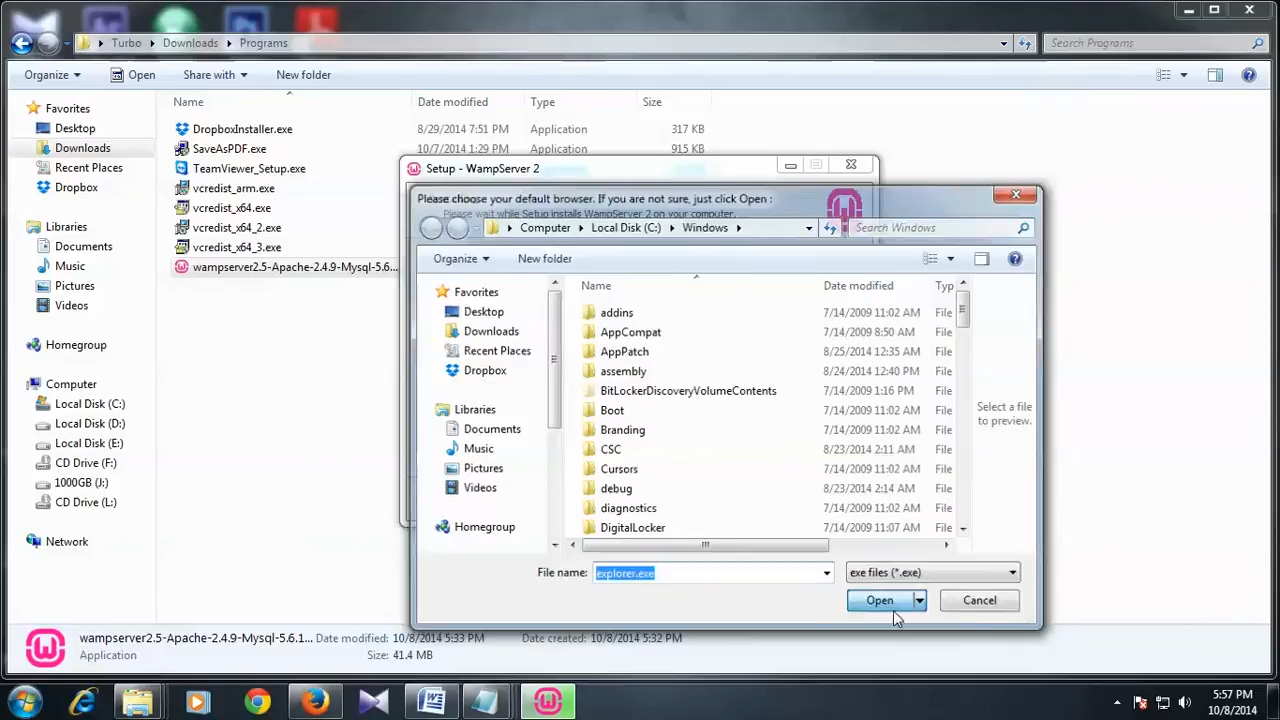 Turbo Downloads Programs
Search Programs
Organize Open Share with New folder
Favorites
Desktop
Downloads
Recent Places
Dropbox
Libraries
Documents
Music
Pictures
Videos
Homegroup
Computer
Local Disk (C:)
Local Disk (D:)
Local Disk (E:)
CD Drive (F:)
1000GB (J:)
CD Drive (L:)
Network
Name Date modified Type Size
DropboxInstaller.exe 8/29/2014 7:51 PM Application 317 KB
SaveAsPDF.exe 10/7/2014 1:29 PM Application 915 KB
TeamViewer_Setup.exe
vcredist_arm.exe
vcredist_x64.exe
vcredist_x64_2.exe
vcredist_x64_3.exe
wampserver2.5-Apache-2.4.9-Mysql-5.6...
Setup - WampServer 2
Please choose your default browser. If you are not sure, just click Open :
Please wait while Setup installs WampServer 2 on your computer.
Computer Local Disk (C:) Windows
Search Windows
Organize New folder
Favorites
Desktop
Downloads
Recent Places
Dropbox
Libraries
Documents
Music
Pictures
Videos
Homegroup
Name Date modified Typ
addins 7/14/2009 11:02 AM File
AppCompat 7/14/2009 8:50 AM File
AppPatch 8/25/2014 12:35 AM File
assembly 8/24/2014 12:40 PM File
BitLockerDiscoveryVolumeContents 7/14/2009 1:16 PM File
Boot 7/14/2009 11:02 AM File
Branding 7/14/2009 11:02 AM File
CSC 8/23/2014 2:11 AM File
Cursors 7/14/2009 11:02 AM File
debug 8/23/2014 2:14 AM File
diagnostics 7/14/2009 11:02 AM File
DigitalLocker 7/14/2009 11:07 AM File
Select a file
to preview.
File name: explorer.exe exe files (*.exe)
Open Cancel
wampserver2.5-Apache-2.4.9-Mysql-5.6.1... Date modified: 10/8/2014 5:33 PM Date created: 10/8/2014 5:32 PM
Application Size: 41.4 MB
5:57 PM
10/8/2014